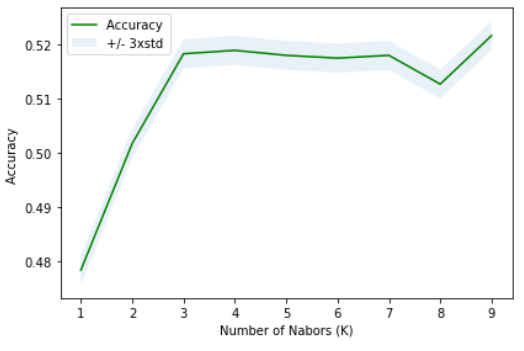 Accuracy
+/- 3xstd
0.52
0.51
0.50
0.49
0.48
Accuracy
1 2 3 4 5 6 7 8 9
Number of Nabors (K)